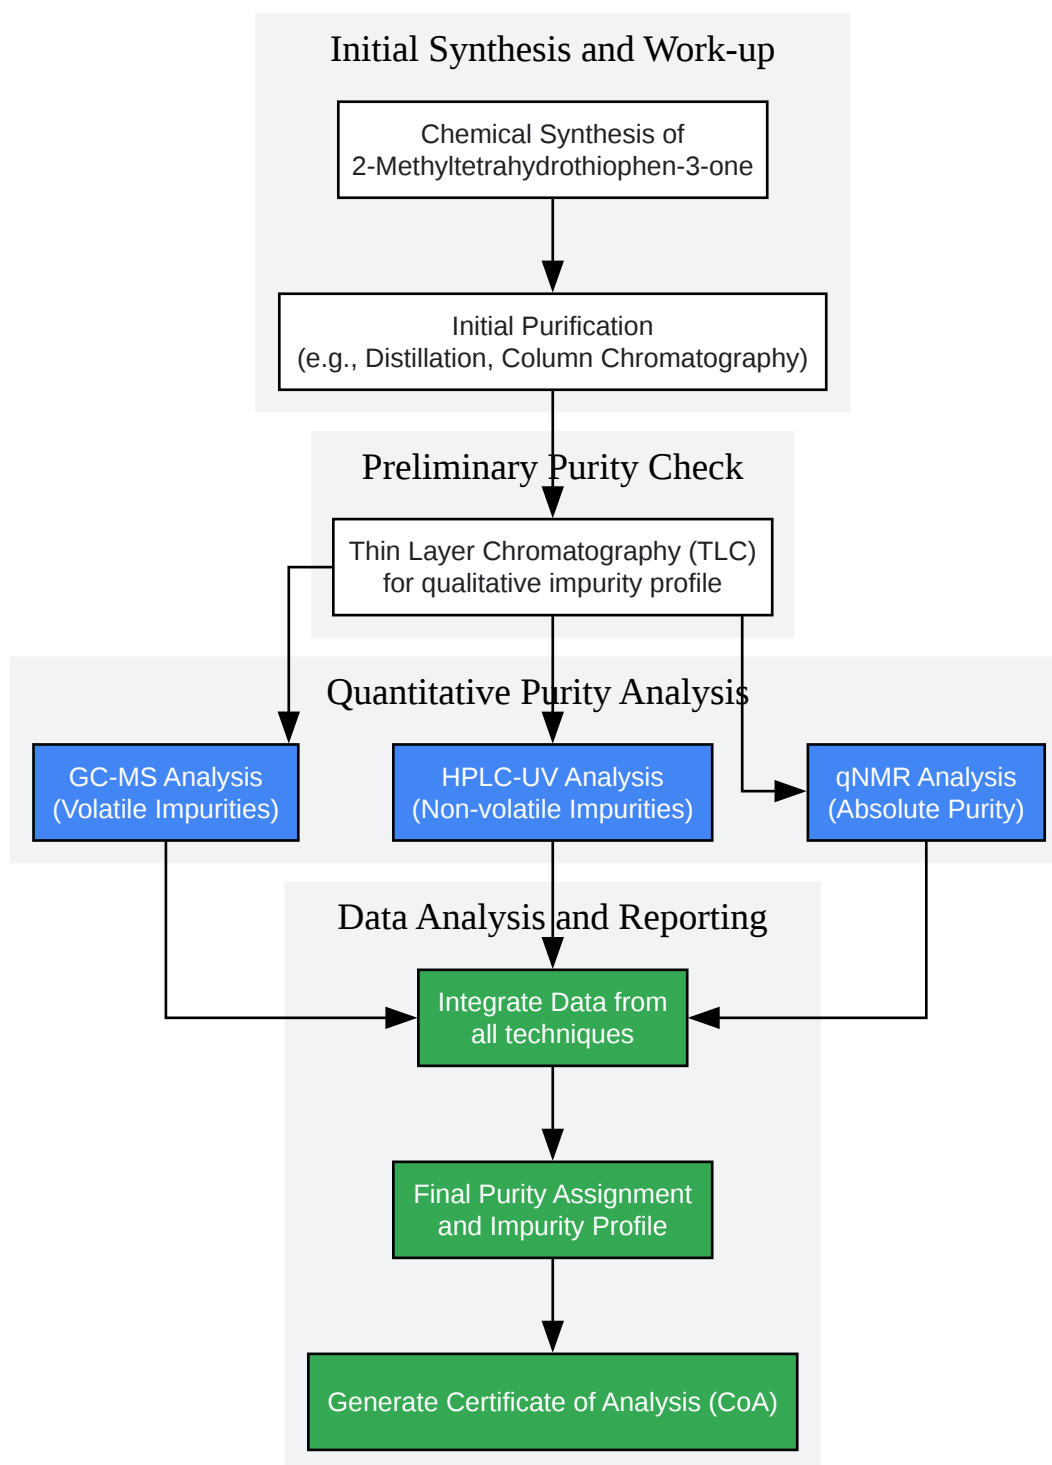 Initial Synthesis and Work-up
Chemical Synthesis of
2-Methyltetrahydrothiophen-3-one
Initial Purification
(e.g., Distillation, Column Chromatography)
Preliminary Purity Check
Thin Layer Chromatography (TLC)
for qualitative impurity profile
Quantitative Purity Analysis
GC-MS Analysis
(Volatile Impurities)
HPLC-UV Analysis
(Non-volatile Impurities)
qNMR Analysis
(Absolute Purity)
Data Analysis and Reporting
Integrate Data from
all techniques
Final Purity Assignment
and Impurity Profile
Generate Certificate of Analysis (CoA)